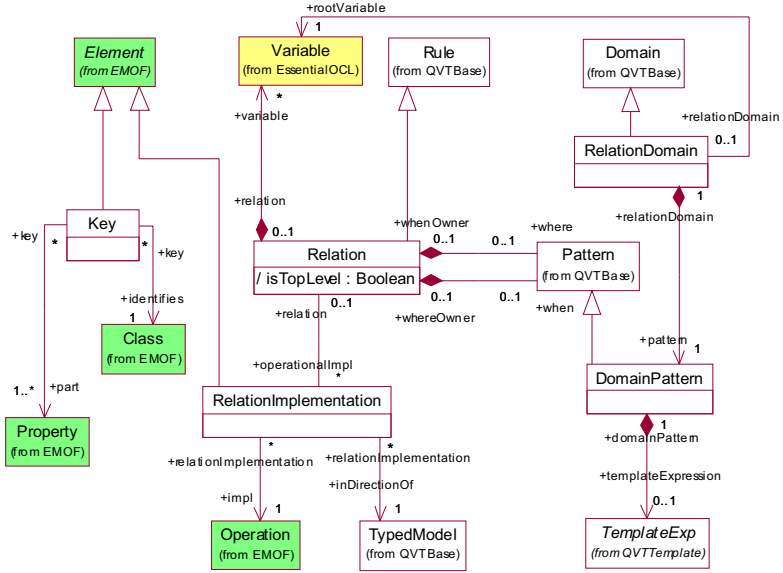 +rootVariable
1
Element
(from EMOF)
Variable
(from EssentialOCL)
*
+variable
Rule
(from QVTBase)
Domain
(from QVTBase)
+relationDomain
0..1
RelationDomain
1
+relationDomain
+relation
0..1
Key
+key
*
*
+key
+identifies
1
Class
(from EMOF)
+whenOwner
0..1
0..1
+where
Relation
/ isTopLevel : Boolean
0..1
+relation
0..1
+whereOwner
0..1
Pattern
(from QVTBase)
+when
+pattern
1
+operationalImpl
*
1..*
+part
Property
(from EMOF)
RelationImplementation
*
+relationImplementation
*
+relationImplementation
+inDirectionOf
+impl
1
1
DomainPattern
1
+domainPattern
+templateExpression
0..1
Operation
(from EMOF)
TypedModel
(from QVTBase)
TemplateExp
(from QVTTemplate)